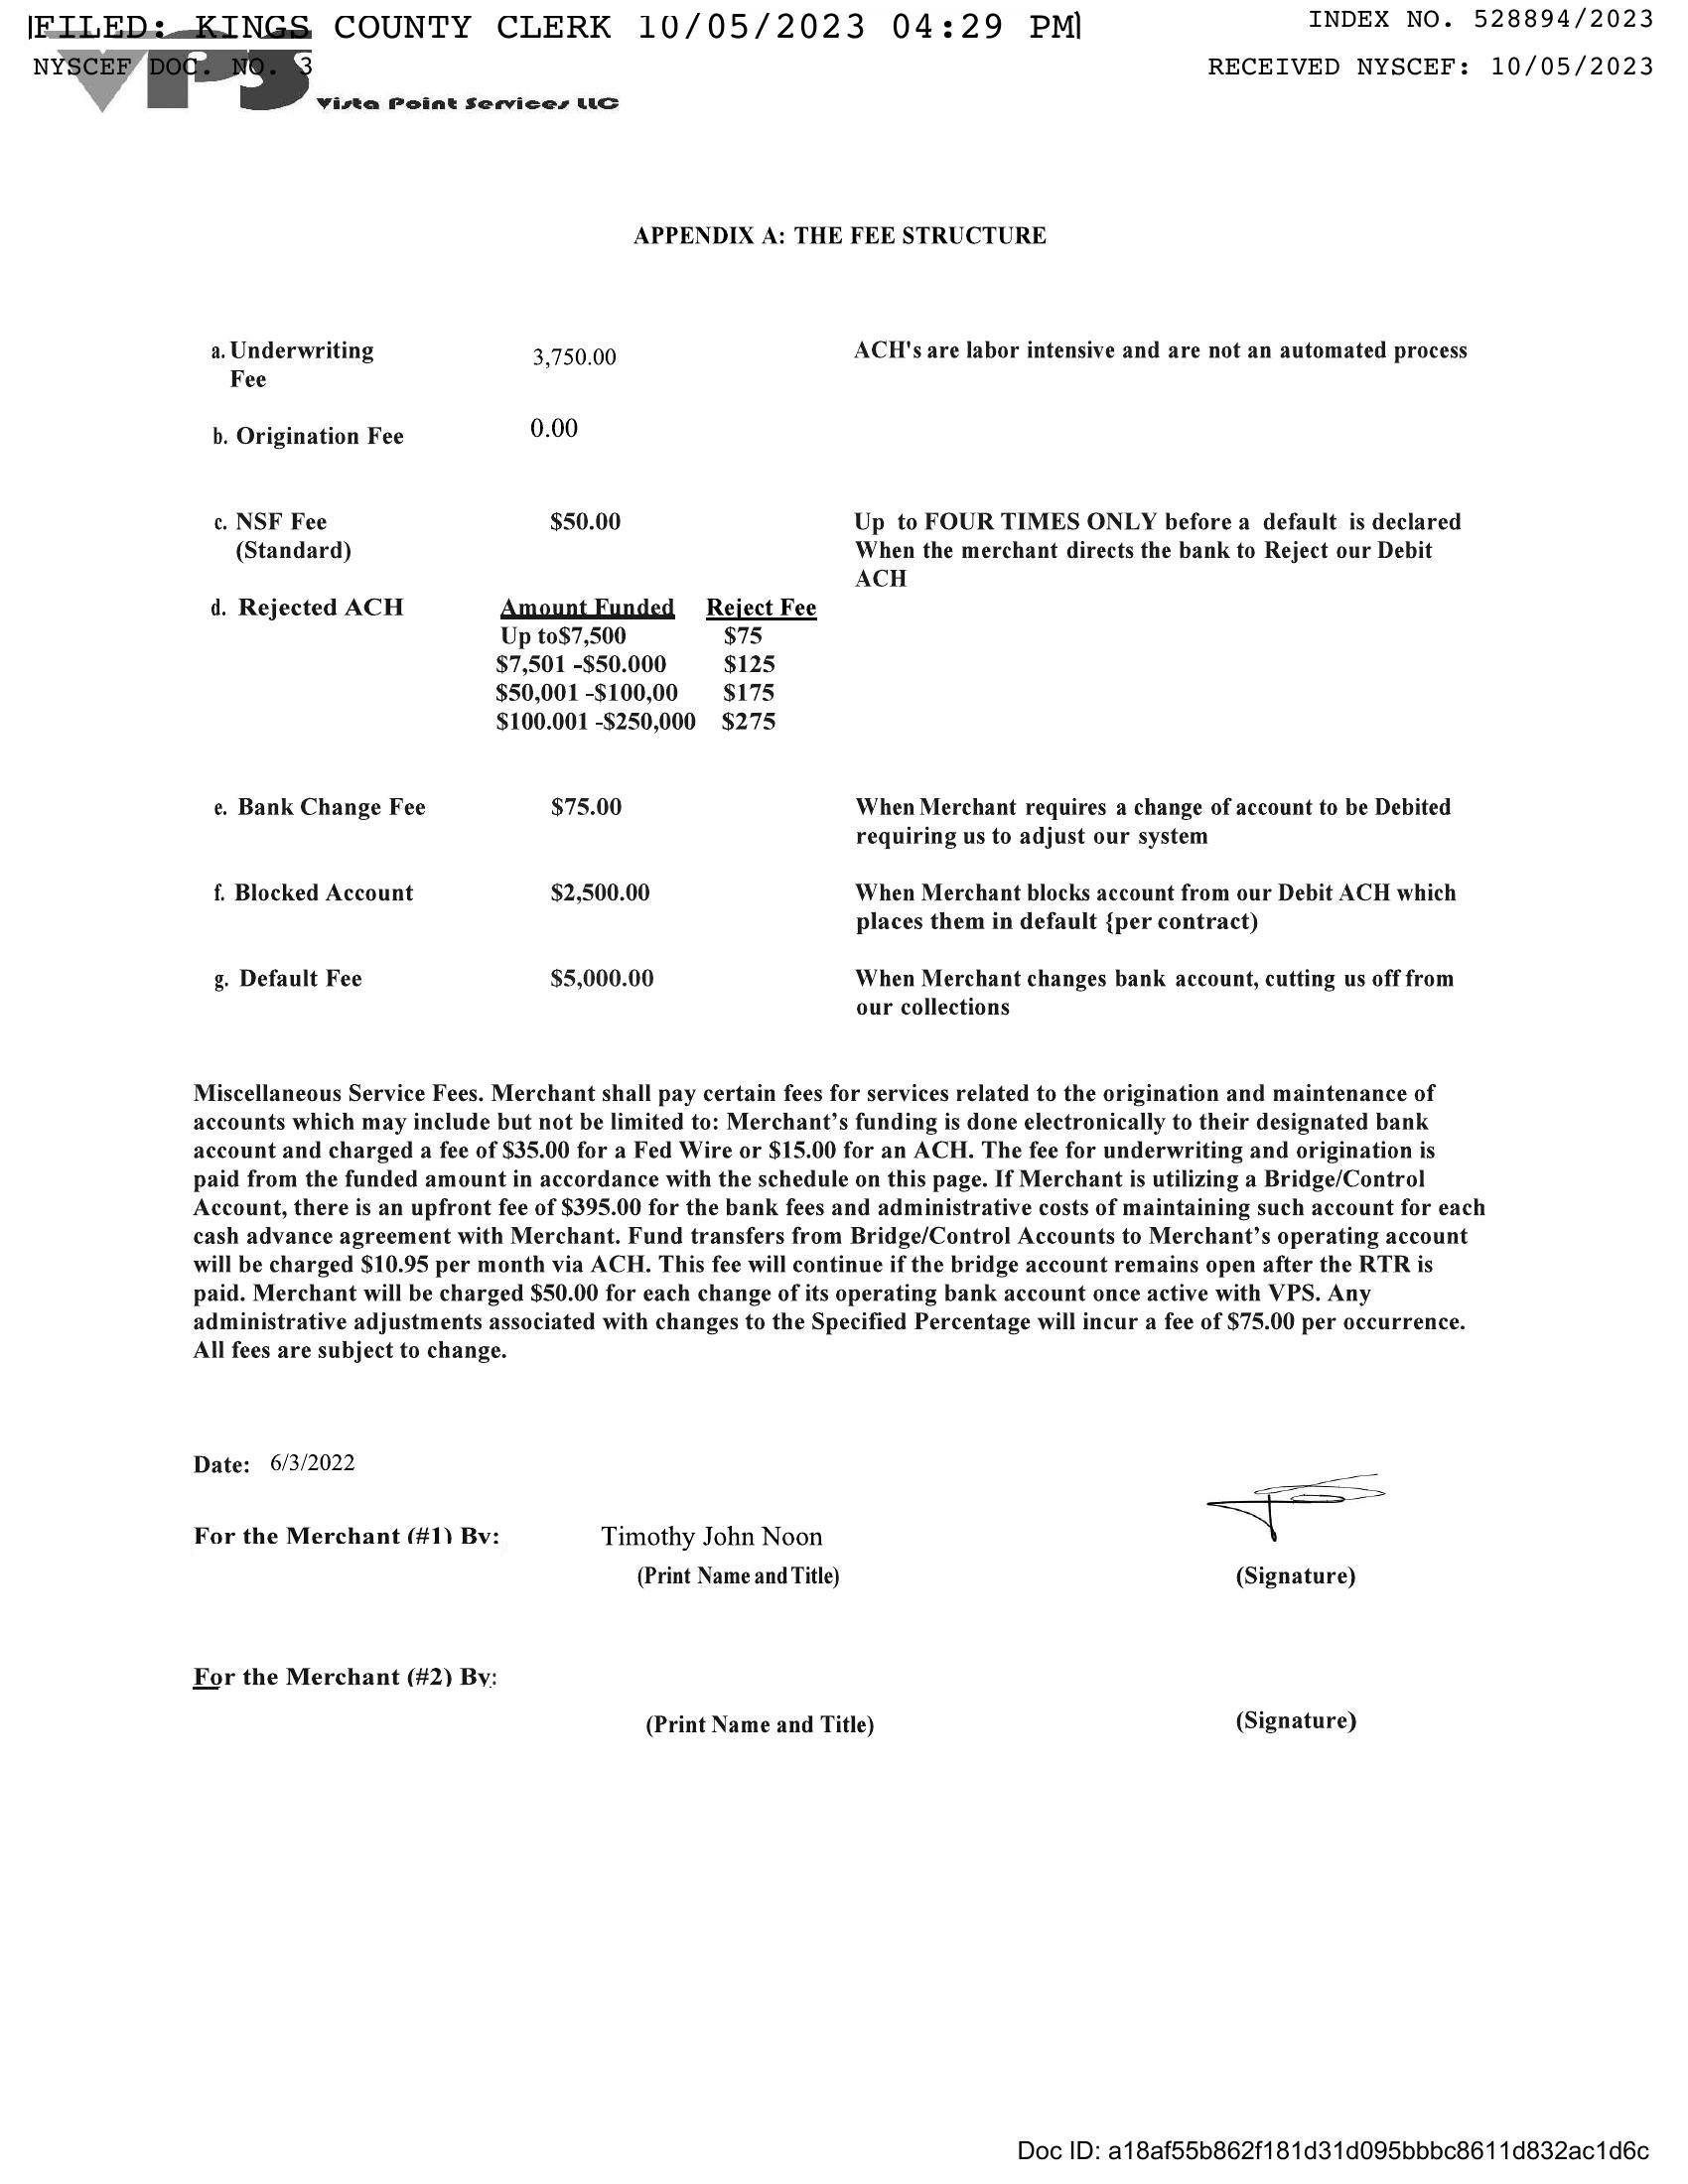 FILED: KINGS COUNTY CLERK 10/05/2023 04:29 PM
INDEX NO. 528894/2023
NYSCEF DOC. NO. 3
RECEIVED NYSCEF: 10/05/2023
VPS
Vista Point Services LLC
APPENDIX A: THE FEE STRUCTURE
a. Underwriting Fee 3,750.00 ACH's are labor intensive and are not an automated process
b. Origination Fee 0.00
c. NSF Fee (Standard) $50.00 Up to FOUR TIMES ONLY before a default is declared
When the merchant directs the bank to Reject our Debit
ACH
d. Rejected ACH Amount Funded Reject Fee
Up to$7,500 $75
$7,501 -$50.000 $125
$50,001 -$100,00 $175
$100.001 -$250,000 $275
e. Bank Change Fee $75.00 When Merchant requires a change of account to be Debited
requiring us to adjust our system
f. Blocked Account $2,500.00 When Merchant blocks account from our Debit ACH which
places them in default {per contract)
g. Default Fee $5,000.00 When Merchant changes bank account, cutting us off from
our collections
Miscellaneous Service Fees. Merchant shall pay certain fees for services related to the origination and maintenance of
accounts which may include but not be limited to: Merchant’s funding is done electronically to their designated bank
account and charged a fee of $35.00 for a Fed Wire or $15.00 for an ACH. The fee for underwriting and origination is
paid from the funded amount in accordance with the schedule on this page. If Merchant is utilizing a Bridge/Control
Account, there is an upfront fee of $395.00 for the bank fees and administrative costs of maintaining such account for each
cash advance agreement with Merchant. Fund transfers from Bridge/Control Accounts to Merchant’s operating account
will be charged $10.95 per month via ACH. This fee will continue if the bridge account remains open after the RTR is
paid. Merchant will be charged $50.00 for each change of its operating bank account once active with VPS. Any
administrative adjustments associated with changes to the Specified Percentage will incur a fee of $75.00 per occurrence.
All fees are subject to change.
Date: 6/3/2022
For the Merchant (#1) By: Timothy John Noon
(Print Name and Title) (Signature)
For the Merchant (#2) By:
(Print Name and Title) (Signature)
Doc ID: a18af55b862f181d31d095bbbc8611d832ac1d6c